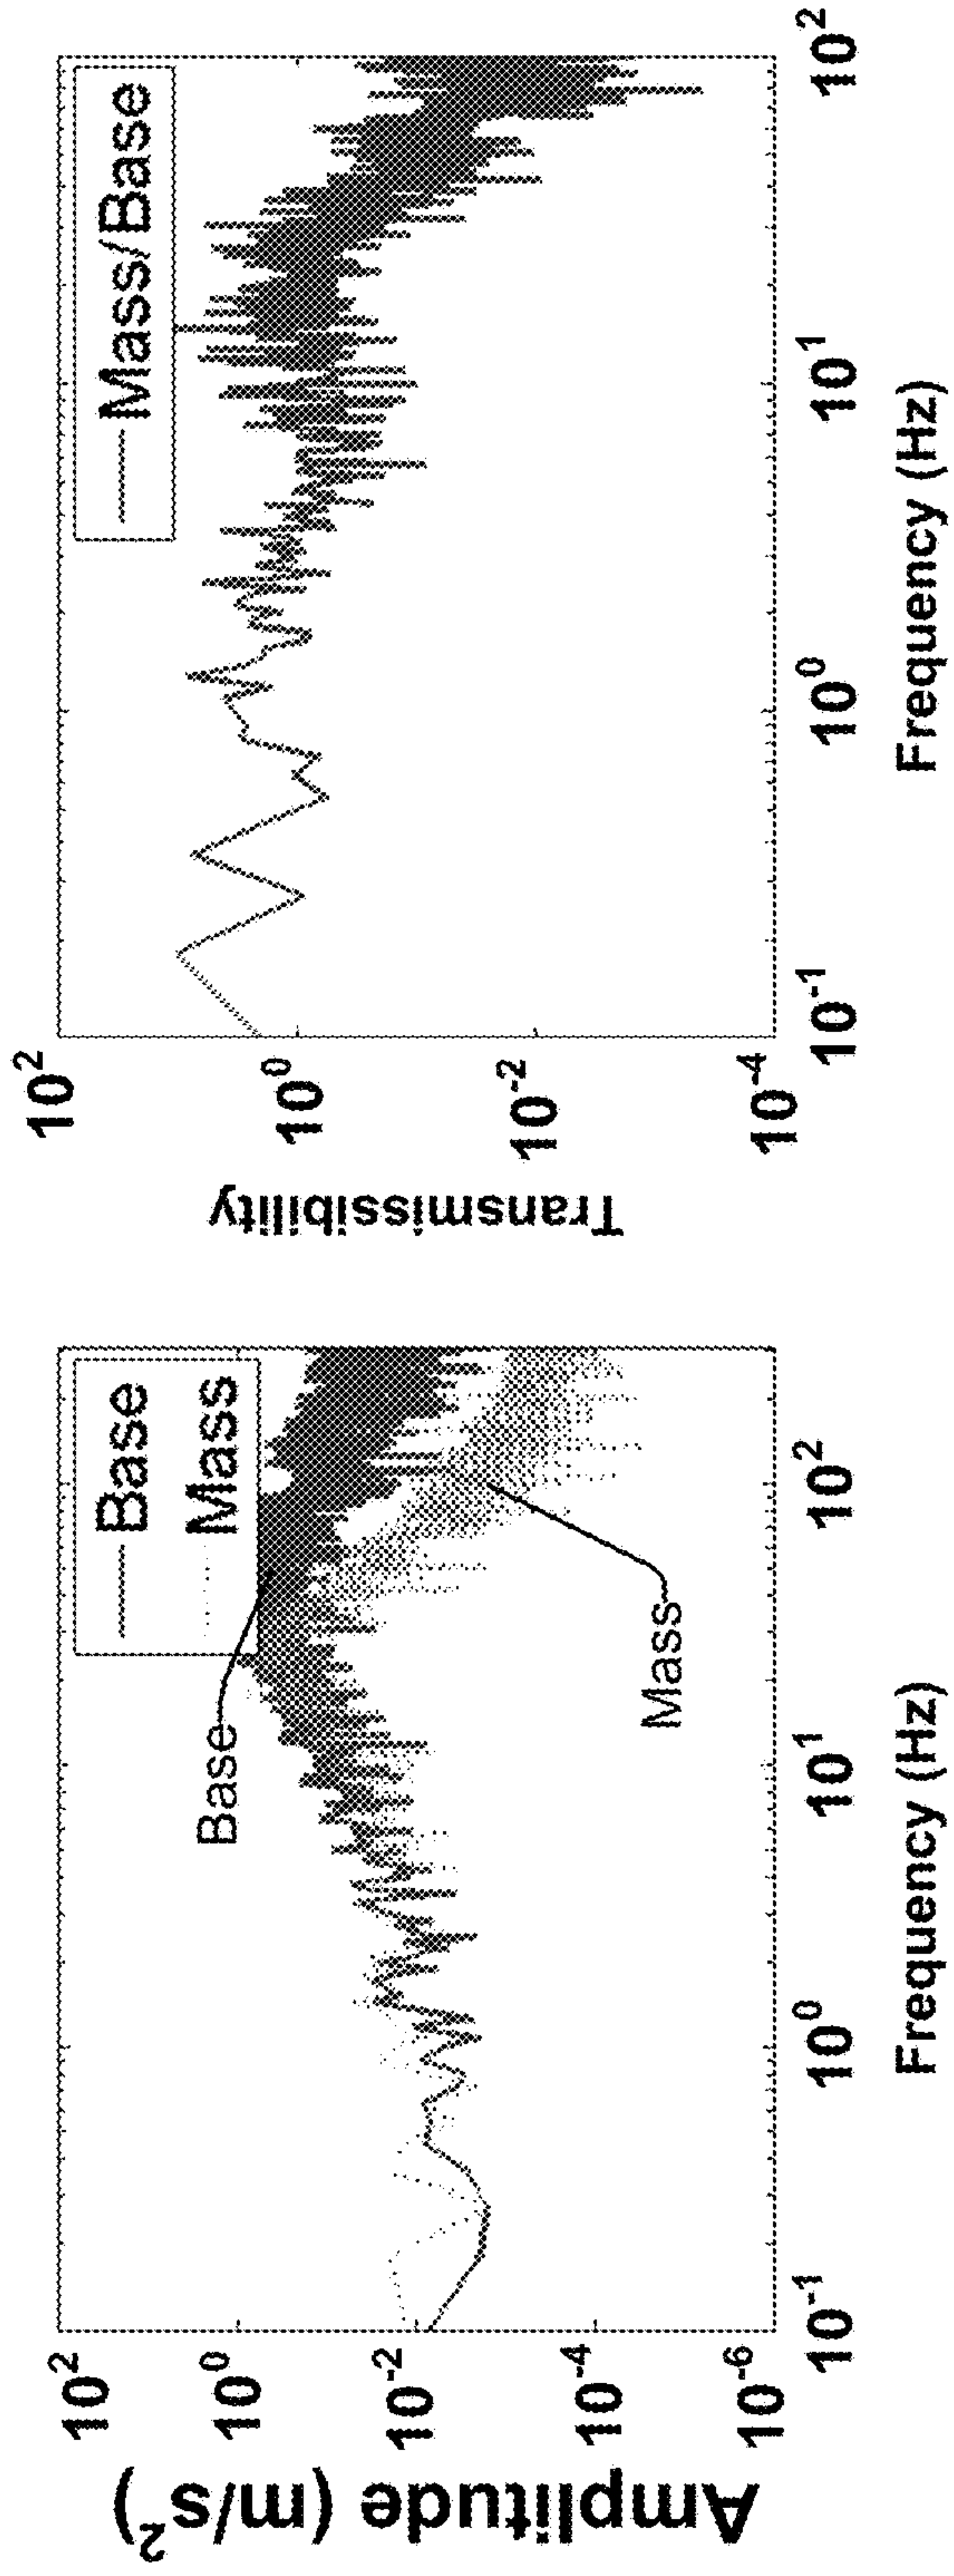 Amplitude (m/s²)
10²
10⁰
10⁻²
10⁻⁴
10⁻⁶
Base
Mass
Base
Mass
10⁻¹
10⁰
10¹
10²
Frequency (Hz)
Transmissibility
10²
10⁰
10⁻²
10⁻⁴
Mass/Base
10⁻¹
10⁰
10¹
10²
Frequency (Hz)